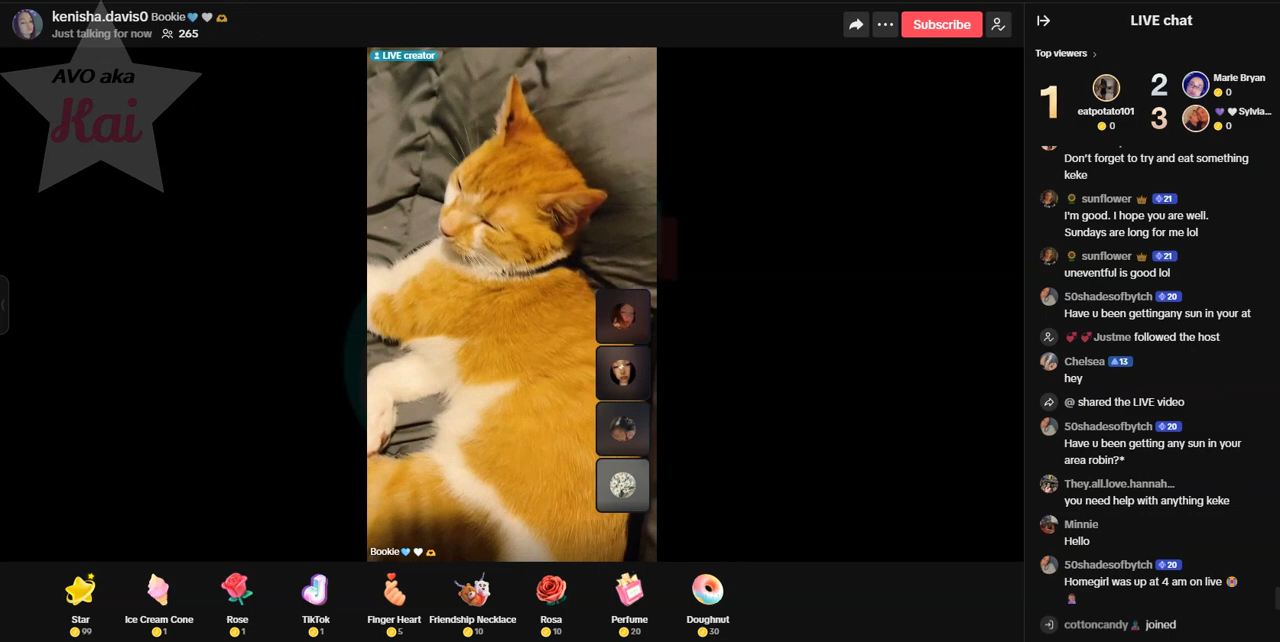 kenisha.davis0 Bookie
Just talking for now 265
Subscribe
AVO aka
Kai
LIVE creator
Bookie
Star
99
Ice Cream Cone
1
Rose
1
TikTok
1
Finger Heart
5
Friendship Necklace
10
Rosa
10
Perfume
20
Doughnut
30
LIVE chat
Top viewers
1
eatpotato101
0
2
Marie Bryan
0
3
Sylvia...
0
Don't forget to try and eat something
keke
sunflower 21
I'm good. I hope you are well.
Sundays are long for me lol
sunflower 21
uneventful is good lol
50shadesofbytch 20
Have u been gettingany sun in your at
Justme followed the host
Chelsea 13
hey
@ shared the LIVE video
50shadesofbytch 20
Have u been getting any sun in your
area robin?*
They.all.love.hannah...
you need help with anything keke
Minnie
Hello
50shadesofbytch 20
Homegirl was up at 4 am on live
cottoncandy joined